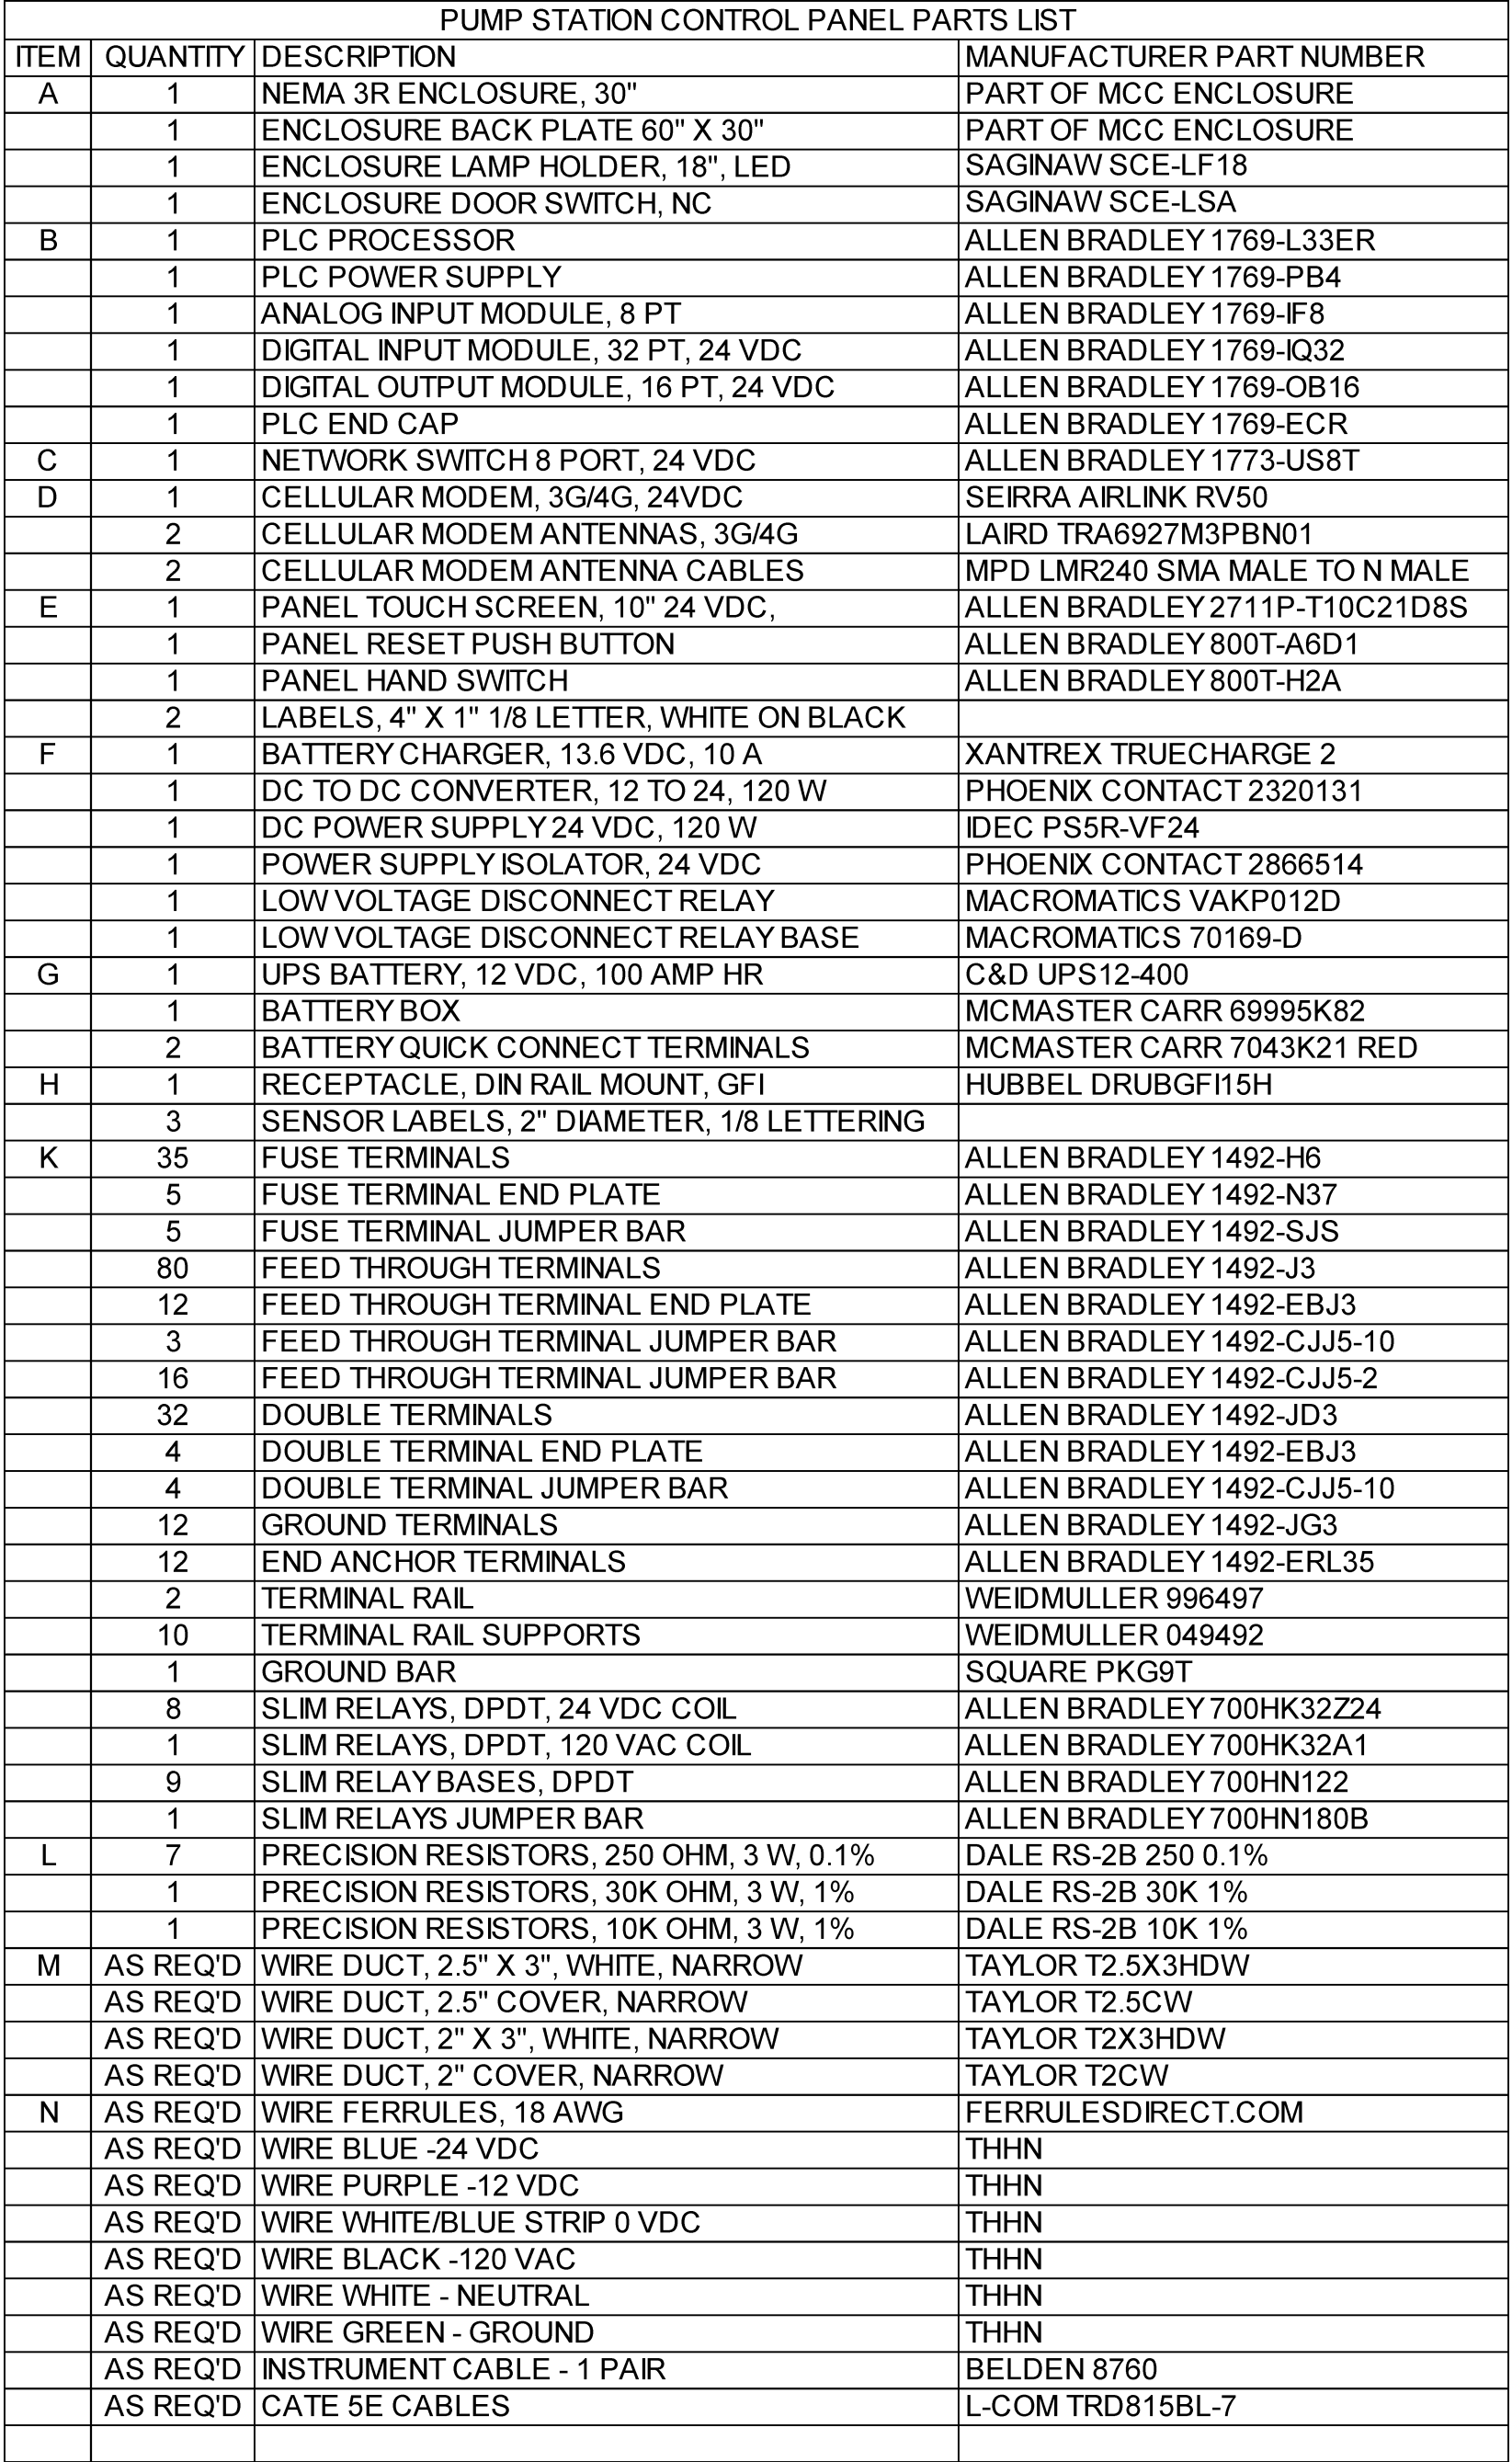 PUMP STATION CONTROL PANEL PARTS LIST
ITEM QUANTITY DESCRIPTION MANUFACTURER PART NUMBER
A 1 NEMA 3R ENCLOSURE, 30" PART OF MCC ENCLOSURE
1 ENCLOSURE BACK PLATE 60" X 30" PART OF MCC ENCLOSURE
1 ENCLOSURE LAMP HOLDER, 18", LED SAGINAW SCE-LF18
1 ENCLOSURE DOOR SWITCH, NC SAGINAW SCE-LSA
B 1 PLC PROCESSOR ALLEN BRADLEY 1769-L33ER
1 PLC POWER SUPPLY ALLEN BRADLEY 1769-PB4
1 ANALOG INPUT MODULE, 8 PT ALLEN BRADLEY 1769-IF8
1 DIGITAL INPUT MODULE, 32 PT, 24 VDC ALLEN BRADLEY 1769-IQ32
1 DIGITAL OUTPUT MODULE, 16 PT, 24 VDC ALLEN BRADLEY 1769-OB16
1 PLC END CAP ALLEN BRADLEY 1769-ECR
C 1 NETWORK SWITCH 8 PORT, 24 VDC ALLEN BRADLEY 1773-US8T
D 1 CELLULAR MODEM, 3G/4G, 24VDC SEIRRA AIRLINK RV50
2 CELLULAR MODEM ANTENNAS, 3G/4G LAIRD TRA6927M3PBN01
2 CELLULAR MODEM ANTENNA CABLES MPD LMR240 SMA MALE TO N MALE
E 1 PANEL TOUCH SCREEN, 10" 24 VDC, ALLEN BRADLEY 2711P-T10C21D8S
1 PANEL RESET PUSH BUTTON ALLEN BRADLEY 800T-A6D1
1 PANEL HAND SWITCH ALLEN BRADLEY 800T-H2A
2 LABELS, 4" X 1" 1/8 LETTER, WHITE ON BLACK
F 1 BATTERY CHARGER, 13.6 VDC, 10 A XANTREX TRUECHARGE 2
1 DC TO DC CONVERTER, 12 TO 24, 120 W PHOENIX CONTACT 2320131
1 DC POWER SUPPLY 24 VDC, 120 W IDEC PS5R-VF24
1 POWER SUPPLY ISOLATOR, 24 VDC PHOENIX CONTACT 2866514
1 LOW VOLTAGE DISCONNECT RELAY MACROMATICS VAKP012D
1 LOW VOLTAGE DISCONNECT RELAY BASE MACROMATICS 70169-D
G 1 UPS BATTERY, 12 VDC, 100 AMP HR C&D UPS12-400
1 BATTERY BOX MCMASTER CARR 69995K82
2 BATTERY QUICK CONNECT TERMINALS MCMASTER CARR 7043K21 RED
H 1 RECEPTACLE, DIN RAIL MOUNT, GFI HUBBEL DRUBGFI15H
3 SENSOR LABELS, 2" DIAMETER, 1/8 LETTERING
K 35 FUSE TERMINALS ALLEN BRADLEY 1492-H6
5 FUSE TERMINAL END PLATE ALLEN BRADLEY 1492-N37
5 FUSE TERMINAL JUMPER BAR ALLEN BRADLEY 1492-SJS
80 FEED THROUGH TERMINALS ALLEN BRADLEY 1492-J3
12 FEED THROUGH TERMINAL END PLATE ALLEN BRADLEY 1492-EBJ3
3 FEED THROUGH TERMINAL JUMPER BAR ALLEN BRADLEY 1492-CJJ5-10
16 FEED THROUGH TERMINAL JUMPER BAR ALLEN BRADLEY 1492-CJJ5-2
32 DOUBLE TERMINALS ALLEN BRADLEY 1492-JD3
4 DOUBLE TERMINAL END PLATE ALLEN BRADLEY 1492-EBJ3
4 DOUBLE TERMINAL JUMPER BAR ALLEN BRADLEY 1492-CJJ5-10
12 GROUND TERMINALS ALLEN BRADLEY 1492-JG3
12 END ANCHOR TERMINALS ALLEN BRADLEY 1492-ERL35
2 TERMINAL RAIL WEIDMULLER 996497
10 TERMINAL RAIL SUPPORTS WEIDMULLER 049492
1 GROUND BAR SQUARE PKG9T
8 SLIM RELAYS, DPDT, 24 VDC COIL ALLEN BRADLEY 700HK32Z24
1 SLIM RELAYS, DPDT, 120 VAC COIL ALLEN BRADLEY 700HK32A1
9 SLIM RELAY BASES, DPDT ALLEN BRADLEY 700HN122
1 SLIM RELAYS JUMPER BAR ALLEN BRADLEY 700HN180B
L 7 PRECISION RESISTORS, 250 OHM, 3 W, 0.1% DALE RS-2B 250 0.1%
1 PRECISION RESISTORS, 30K OHM, 3 W, 1% DALE RS-2B 30K 1%
1 PRECISION RESISTORS, 10K OHM, 3 W, 1% DALE RS-2B 10K 1%
M AS REQ'D WIRE DUCT, 2.5" X 3", WHITE, NARROW TAYLOR T2.5X3HDW
AS REQ'D WIRE DUCT, 2.5" COVER, NARROW TAYLOR T2.5CW
AS REQ'D WIRE DUCT, 2" X 3", WHITE, NARROW TAYLOR T2X3HDW
AS REQ'D WIRE DUCT, 2" COVER, NARROW TAYLOR T2CW
N AS REQ'D WIRE FERRULES, 18 AWG FERRULESDIRECT.COM
AS REQ'D WIRE BLUE -24 VDC THHN
AS REQ'D WIRE PURPLE -12 VDC THHN
AS REQ'D WIRE WHITE/BLUE STRIP 0 VDC THHN
AS REQ'D WIRE BLACK -120 VAC THHN
AS REQ'D WIRE WHITE - NEUTRAL THHN
AS REQ'D WIRE GREEN - GROUND THHN
AS REQ'D INSTRUMENT CABLE - 1 PAIR BELDEN 8760
AS REQ'D CATE 5E CABLES L-COM TRD815BL-7